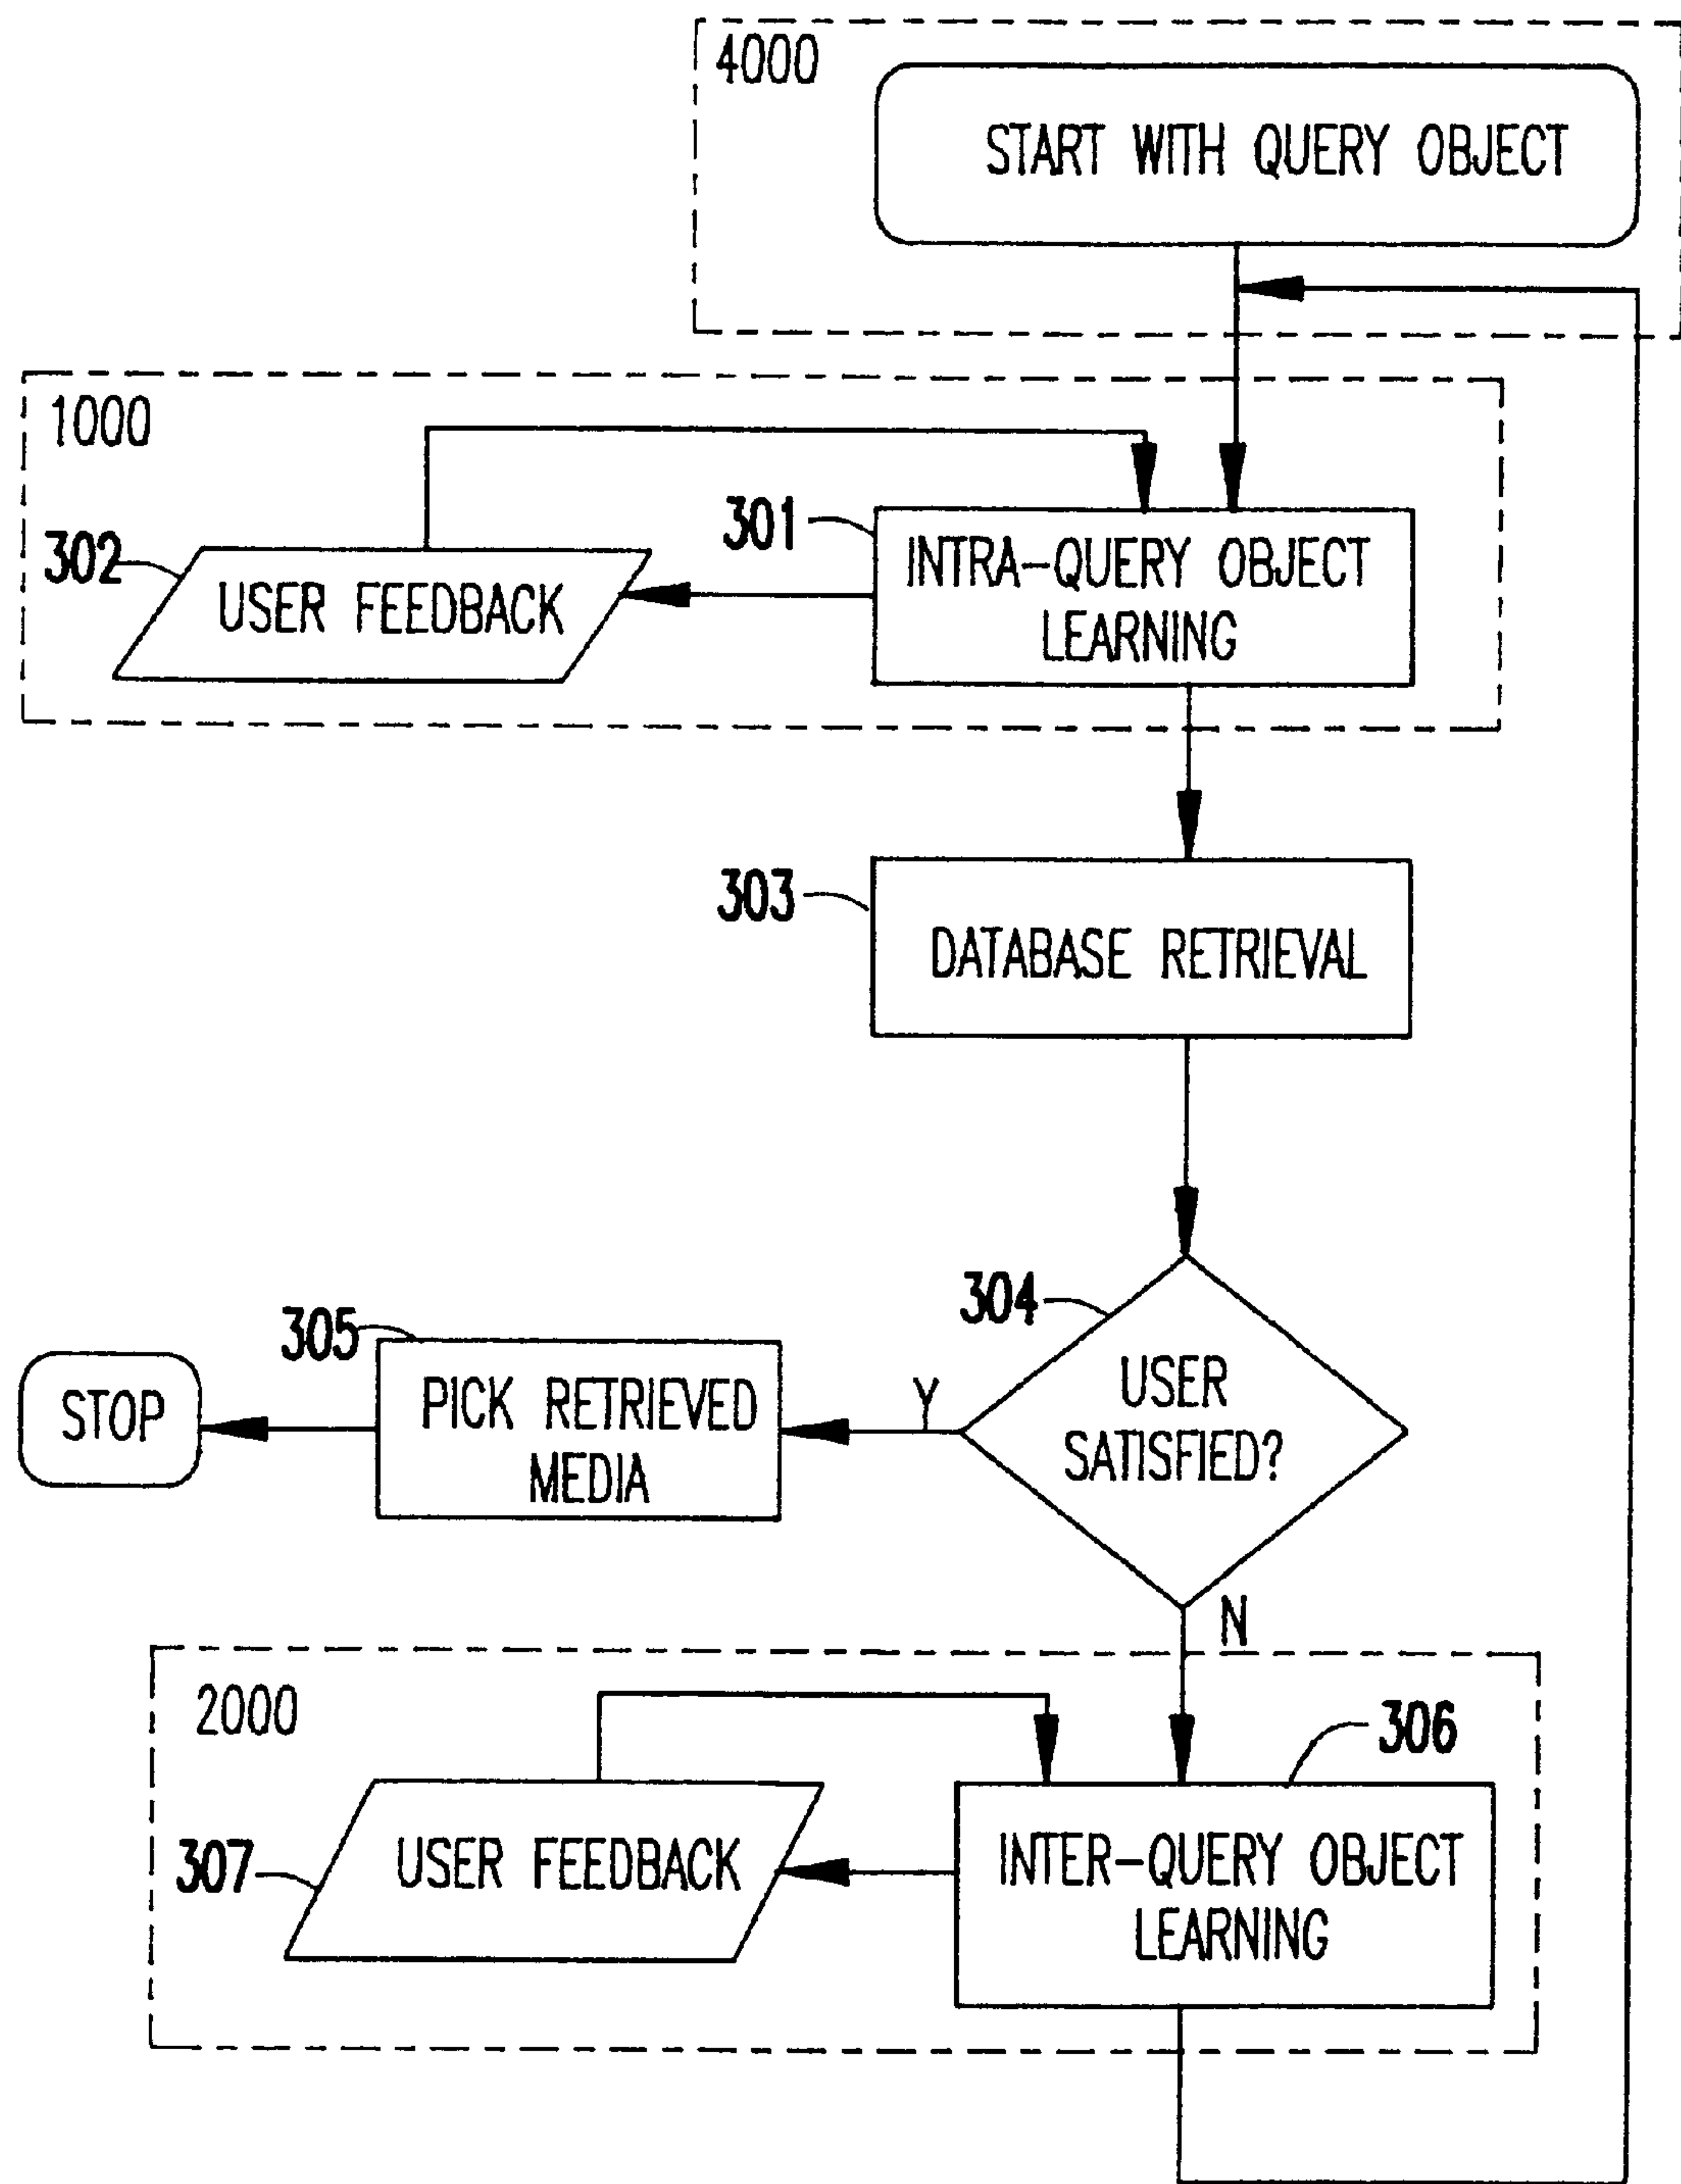 4000
START WITH QUERY OBJECT
1000
301
INTRA-QUERY OBJECT
LEARNING
302
USER FEEDBACK
303
DATABASE RETRIEVAL
304
USER
SATISFIED?
Y
305
PICK RETRIEVED
MEDIA
STOP
N
2000
306
INTER-QUERY OBJECT
LEARNING
307
USER FEEDBACK